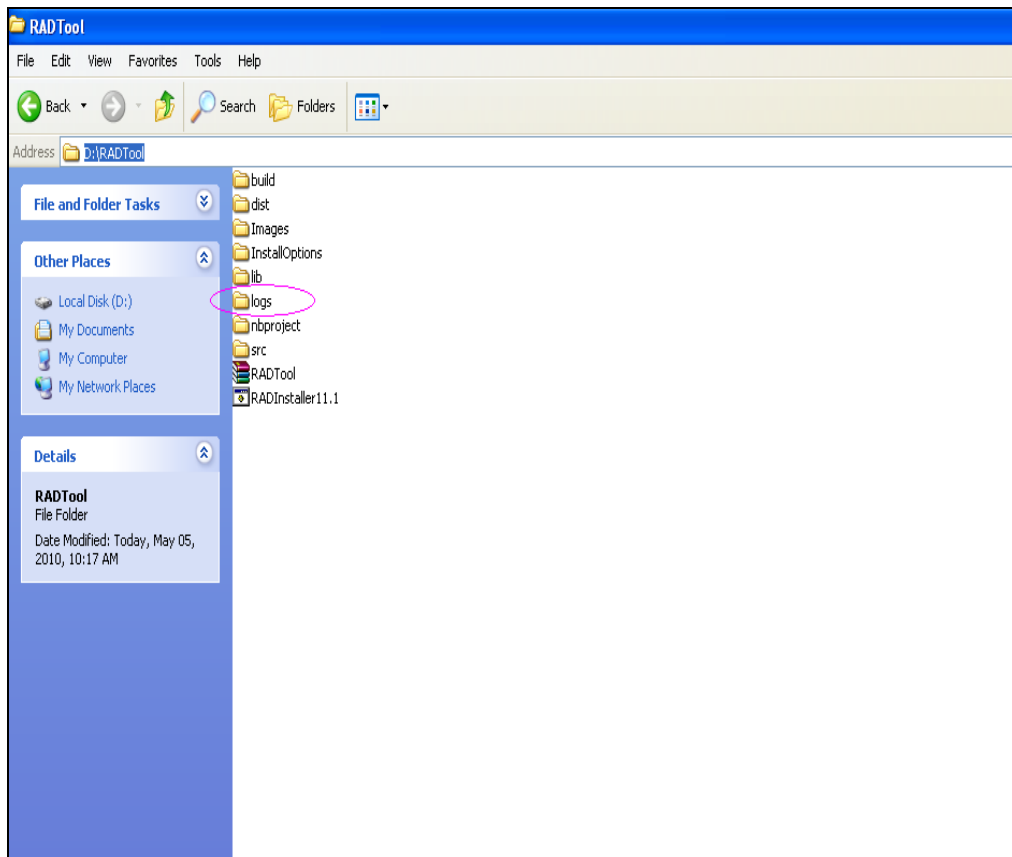 RADTool
File Edit View Favorites Tools Help
Back Search Folders
Address D:\RADTool
File and Folder Tasks
Other Places
Local Disk (D:)
My Documents
My Computer
My Network Places
Details
RADTool
File Folder
Date Modified: Today, May 05,
2010, 10:17 AM
build
dist
Images
InstallOptions
lib
logs
nbproject
src
RADTool
RADInstaller11.1